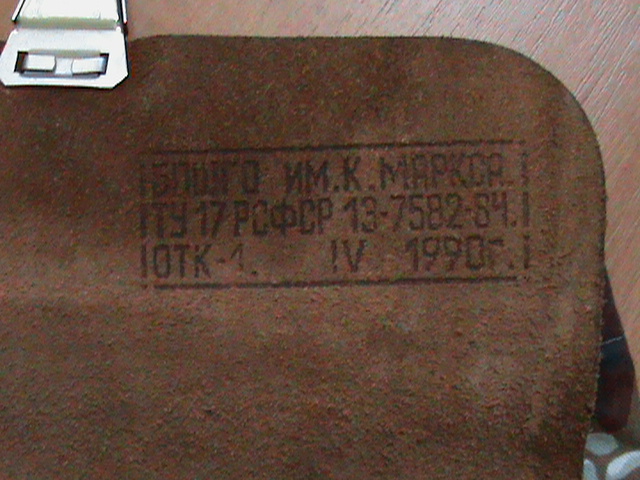 ИМ.К.МАРКСА.
ТУ 17 РСФСР 13-7582-84.
ОТК-1. IV 1990г.